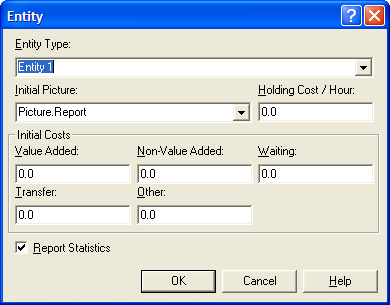 Entity
?
Entity Type:
Entity 1
Initial Picture: Holding Cost / Hour:
Picture.Report 0.0
Initial Costs
Value Added: Non-Value Added: Waiting:
0.0 0.0 0.0
Transfer: Other:
0.0 0.0
Report Statistics
OK Cancel Help